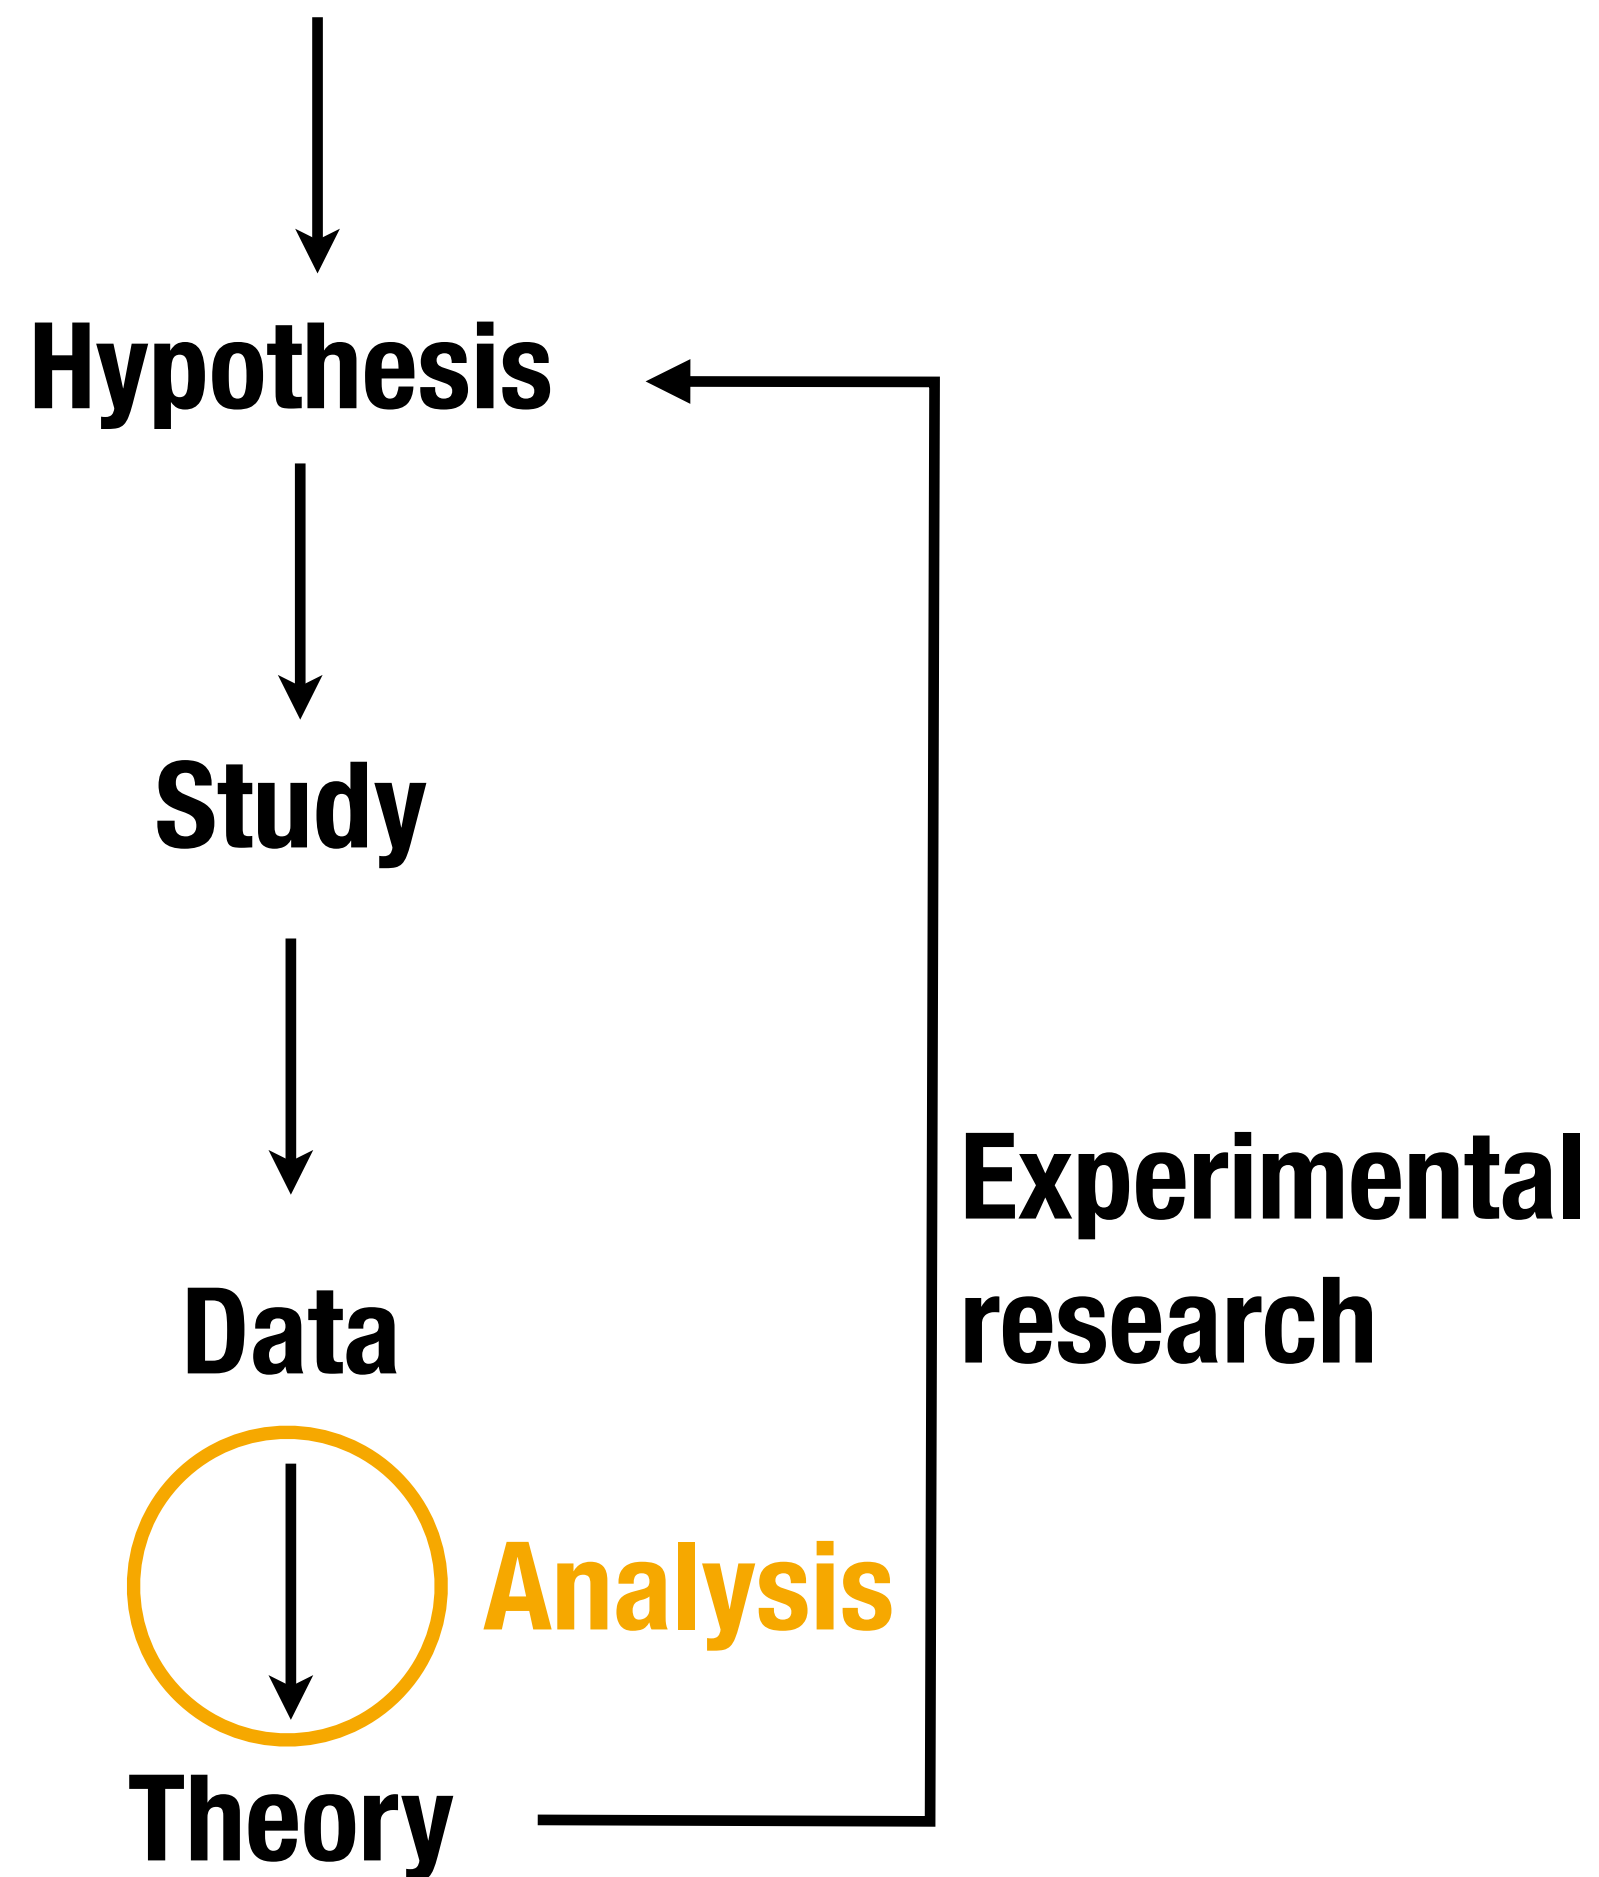 Hypothesis
Study
Data
Analysis
Theory
Experimental
research